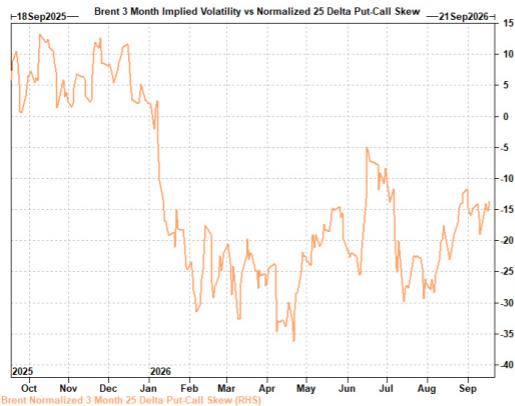 Brent 3 Month Implied Volatility vs Normalized 25 Delta Put-Call Skew
18Sep2025
21Sep2026
15
10
5
0
-5
-10
-15
-20
-25
-30
-35
-40
2025 2026
Oct Nov Dec Jan Feb Mar Apr May Jun Jul Aug Sep
Brent Normalized 3 Month 25 Delta Put-Call Skew (RHS)